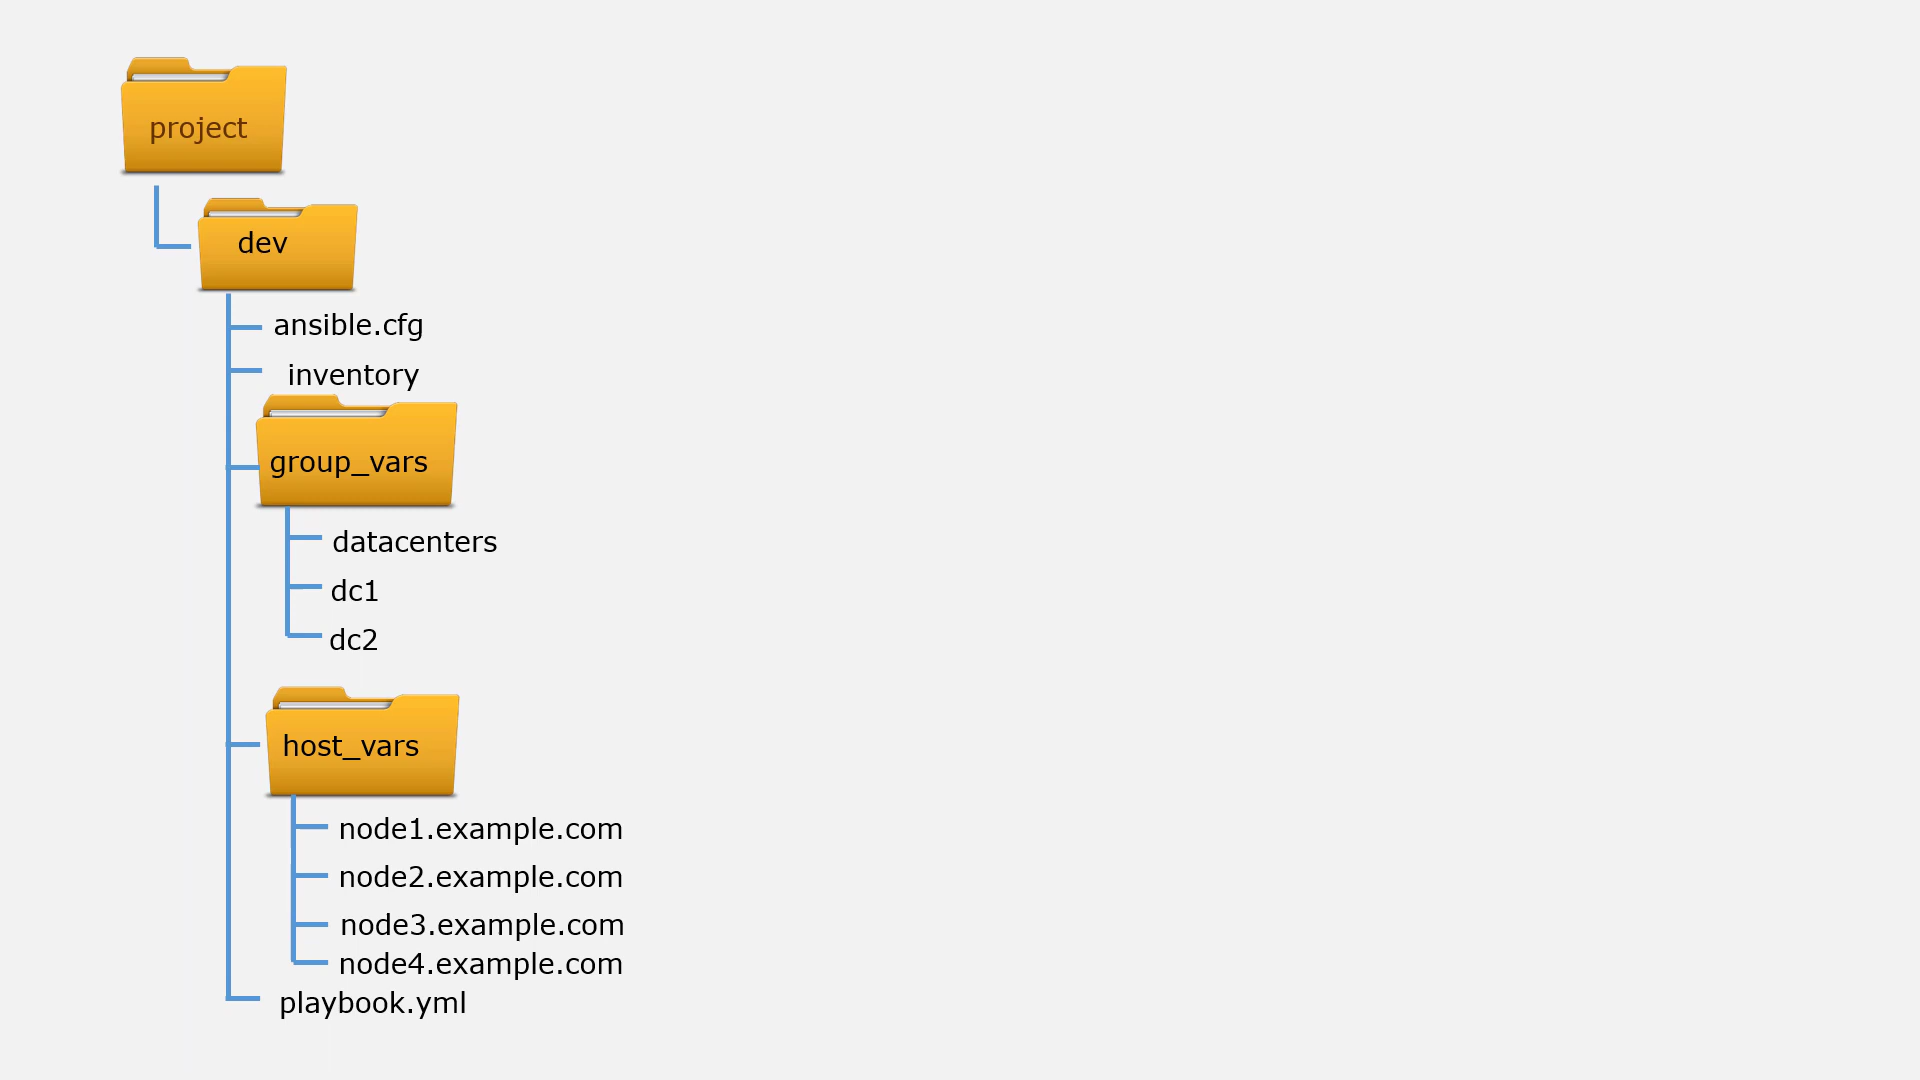 project
dev
ansible.cfg
inventory
group_vars
datacenters
dc1
dc2
host_vars
node1.example.com
node2.example.com
node3.example.com
node4.example.com
playbook.yml